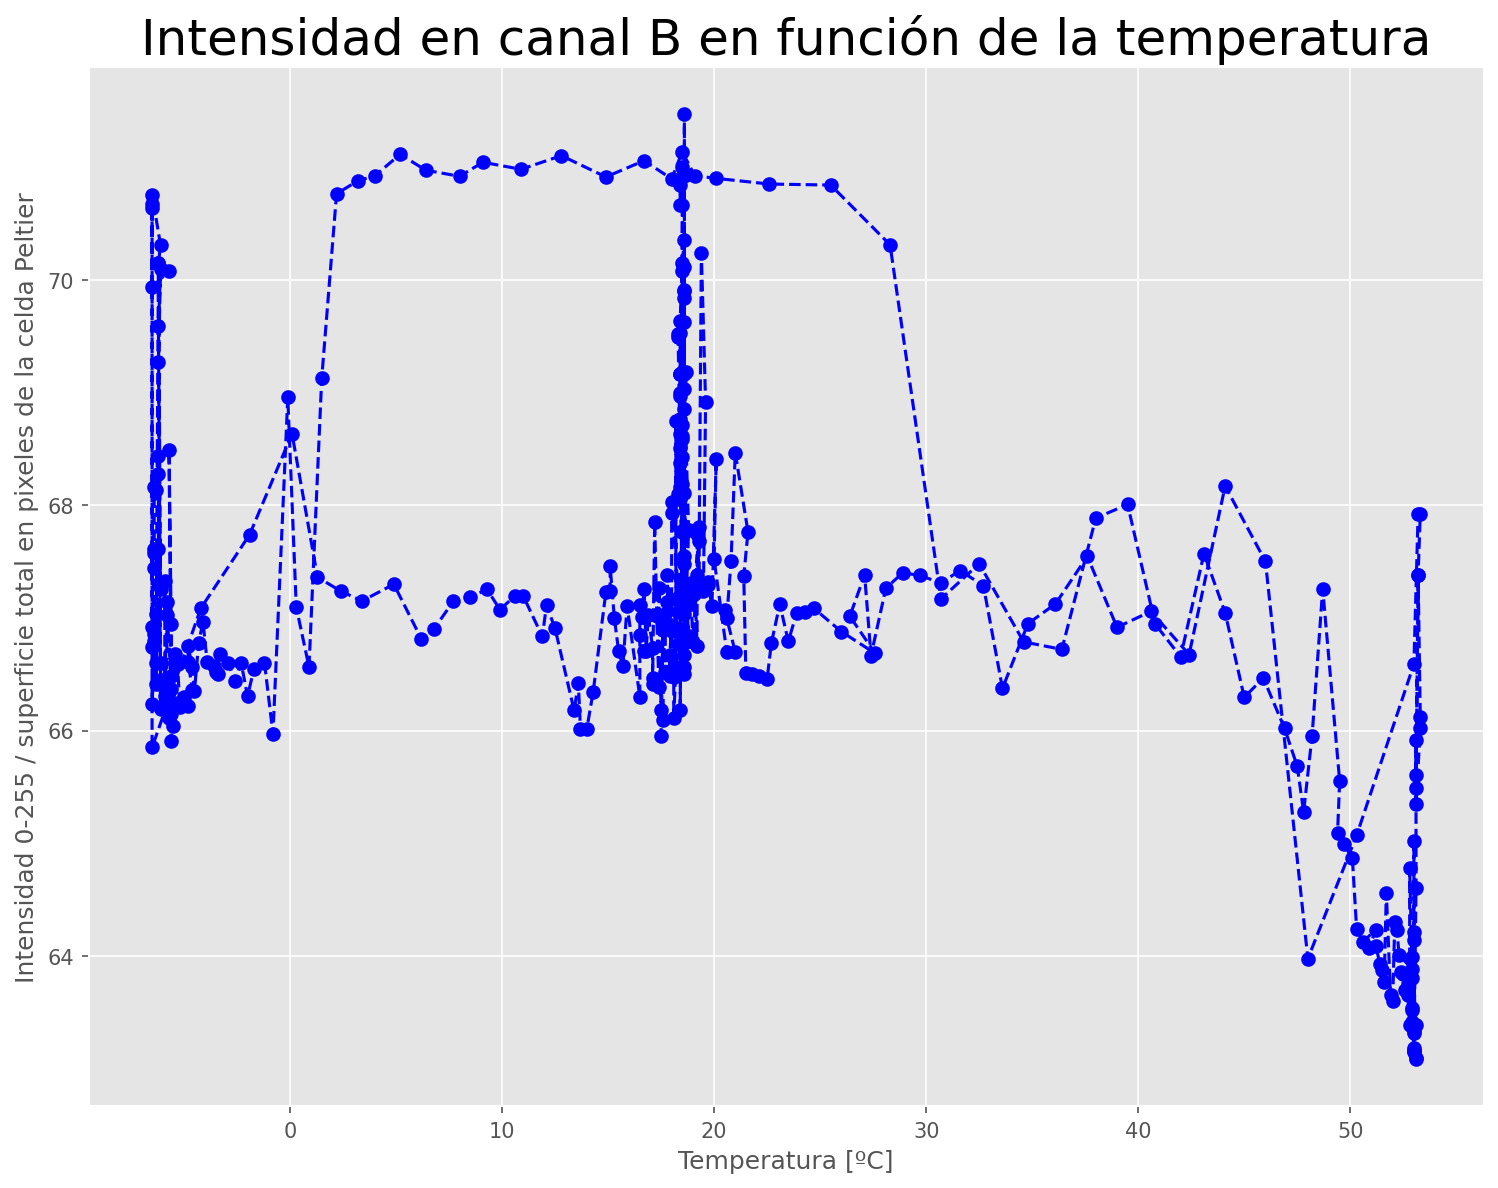 Intensidad en canal B en función de la temperatura
Intensidad 0-255 / superficie total en pixeles de la celda Peltier
70
68
66
64
0 10 20 30 40 50
Temperatura [ºC]